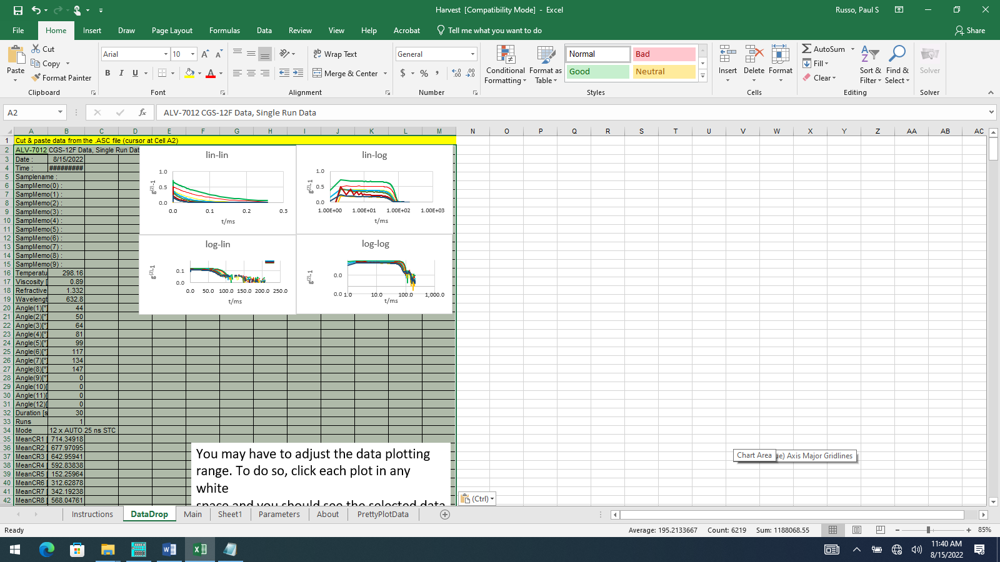 Harvest [Compatibility Mode] - Excel
Russo, Paul S
File Home Insert Draw Page Layout Formulas Data Review View Help Acrobat Tell me what you want to do
Share
Paste
Cut
Copy
Format Painter
Clipboard
Arial 10
B I U
Font
Wrap Text
Merge & Center
Alignment
General
$ % ,
Number
Conditional Formatting
Format as Table
Normal Bad
Good Neutral
Styles
Insert Delete Format
Cells
AutoSum
Fill
Clear
Sort & Filter
Find & Select
Editing
Solver
Solver
A2
fx
ALV-7012 CGS-12F Data, Single Run Data
A B C D E F G H I J K L M N O P Q R S T U V W X Y Z AA AB AC
1 Cut & paste data from the .ASC file (cursor at Cell A2)
2 ALV-7012 CGS-12F Data, Single Run Dat
3 Date : 8/15/2022
4 Time : #########
5 Samplename :
6 SampMemo(0) :
7 SampMemo(1) :
8 SampMemo(2) :
9 SampMemo(3) :
10 SampMemo(4) :
11 SampMemo(5) :
12 SampMemo(6) :
13 SampMemo(7) :
14 SampMemo(8) :
15 SampMemo(9) :
16 Temperatu 298.16
17 Viscosity [ 0.89
18 Refractive 1.332
19 Wavelengt 632.8
20 Angle(1)[°] 44
21 Angle(2)[°] 50
22 Angle(3)[°] 64
23 Angle(4)[°] 81
24 Angle(5)[°] 99
25 Angle(6)[°] 117
26 Angle(7)[°] 134
27 Angle(8)[°] 147
28 Angle(9)[°] 0
29 Angle(10)[ 0
30 Angle(11)[ 0
31 Angle(12)[ 0
32 Duration [s 30
33 Runs 1
34 Mode 12 x AUTO 25 ns STC
35 MeanCR1 [ 714.34918
36 MeanCR2 [ 677.97095
37 MeanCR3 [ 642.95941
38 MeanCR4 [ 592.83838
39 MeanCR5 [ 152.25964
40 MeanCR6 [ 312.62878
41 MeanCR7 [ 342.19238
42 MeanCR8 [ 568.04761
lin-lin
g(2)-1
1.0
0.5
0.0
0.0 0.1 0.2 0.3
t/ms
lin-log
g(2)-1
1.0
0.5
0.0
1.00E+00 1.00E+01 1.00E+02 1.00E+03
t/ms
log-lin
g(2)-1
0.1
0.0
0.0 50.0 100.0 150.0 200.0 250.0
t/ms
log-log
g(2)-1
0.0
0.0
1.0 10.0 100.0 1,000.0
t/ms
You may have to adjust the data plotting
range. To do so, click each plot in any
white
space and you should see the selected data
Chart Area
ue) Axis Major Gridlines
(Ctrl)
Instructions DataDrop Main Sheet1 Parameters About PrettyPlotData
Ready
Average: 195.2133667 Count: 6219 Sum: 1188068.55
85%
11:40 AM
8/15/2022